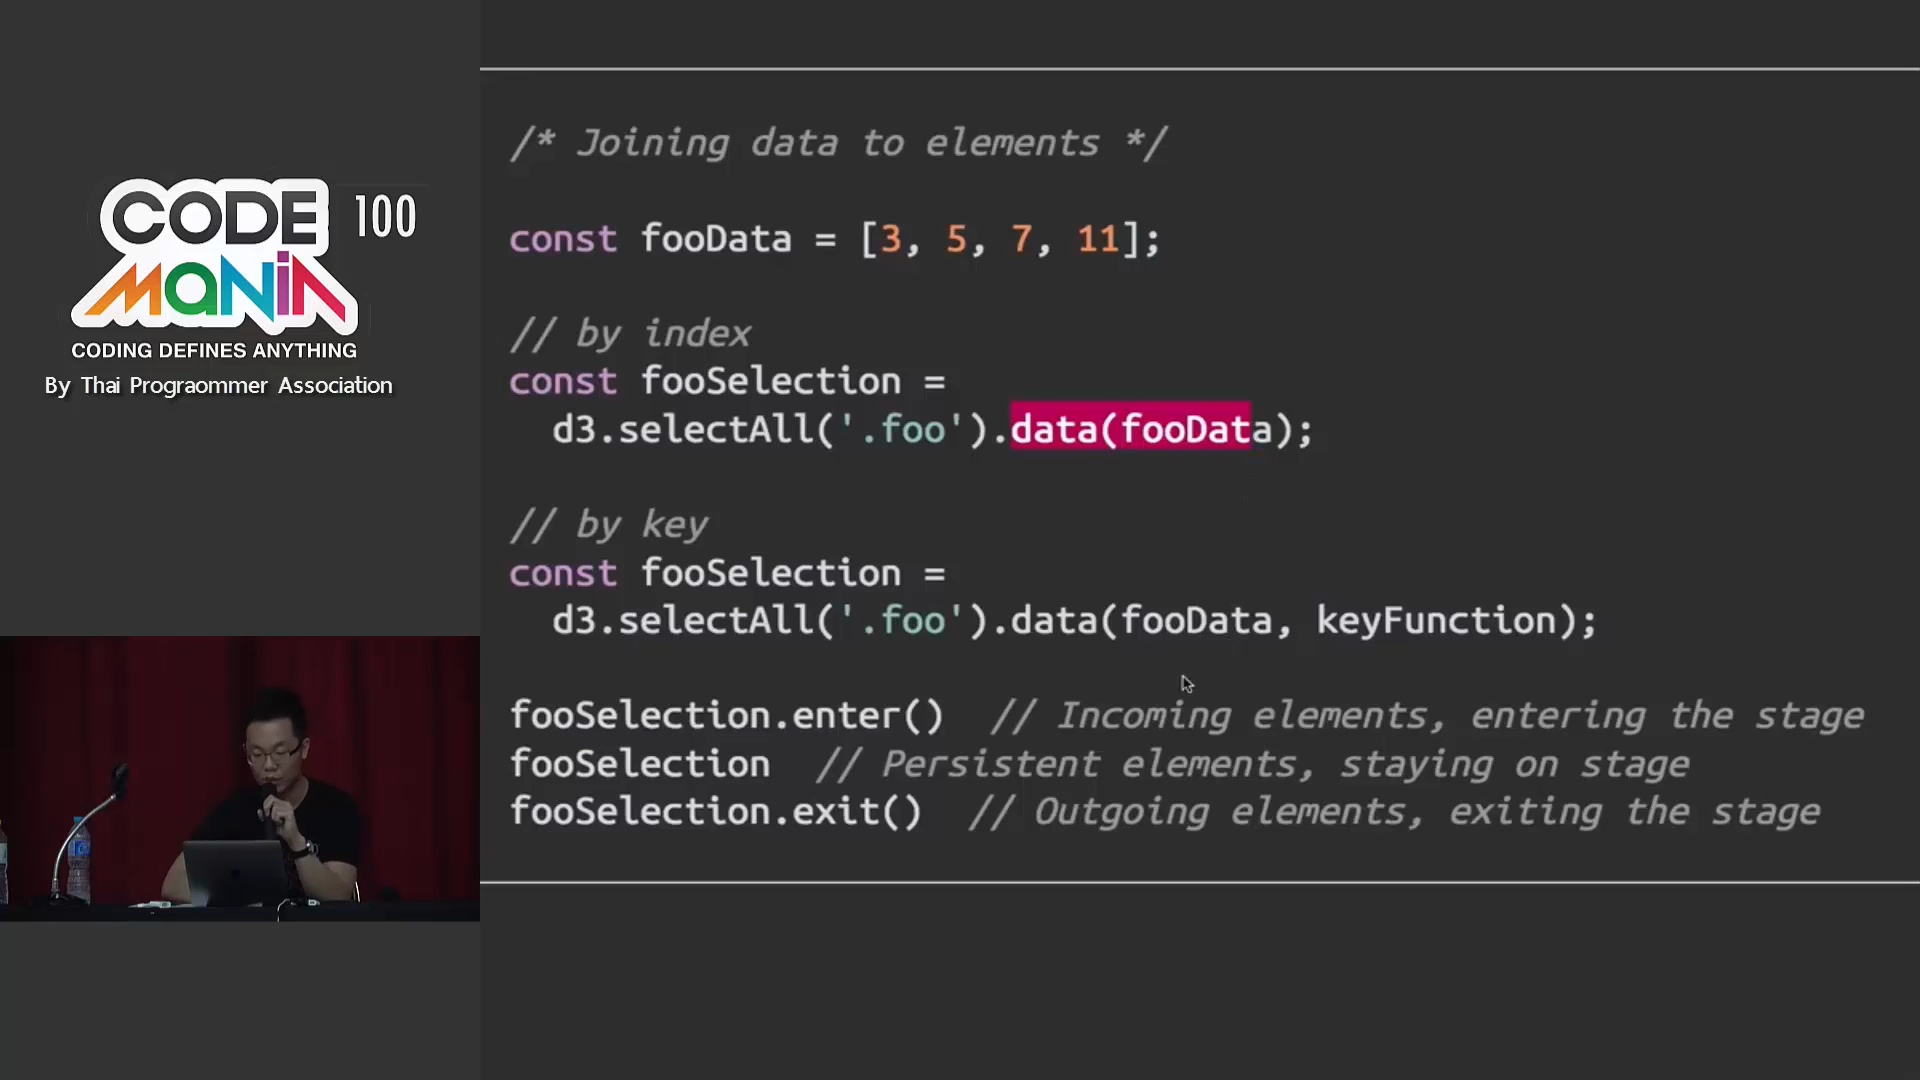 CODE 100
MANIA
CODING DEFINES ANYTHING
By Thai Prograommer Association
/* Joining data to elements */
const fooData = [3, 5, 7, 11];
// by index
const fooSelection =
d3.selectAll('.foo').data(fooData);
// by key
const fooSelection =
d3.selectAll('.foo').data(fooData, keyFunction);
fooSelection.enter() // Incoming elements, entering the stage
fooSelection // Persistent elements, staying on stage
fooSelection.exit() // Outgoing elements, exiting the stage